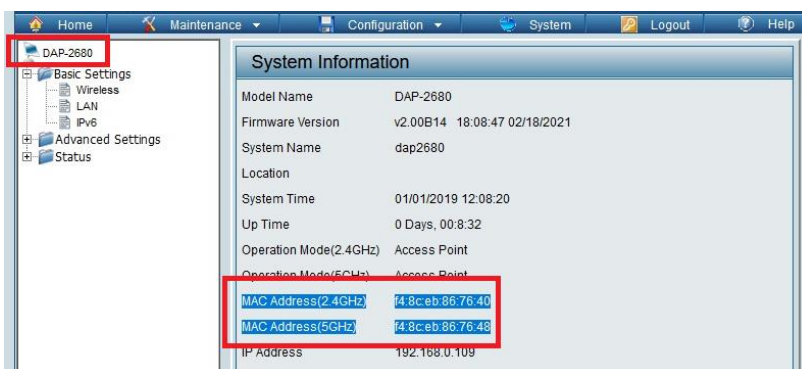 Home Maintenance Configuration System Logout Help
DAP-2680
Basic Settings
Wireless
LAN
IPv6
Advanced Settings
Status
System Information
Model Name DAP-2680
Firmware Version v2.00B14 18:08:47 02/18/2021
System Name dap2680
Location
System Time 01/01/2019 12:08:20
Up Time 0 Days, 00:8:32
Operation Mode(2.4GHz) Access Point
Operation Mode(5GHz) Access Point
MAC Address(2.4GHz) f4:8c:eb:86:76:40
MAC Address(5GHz) f4:8c:eb:86:76:48
IP Address 192.168.0.109